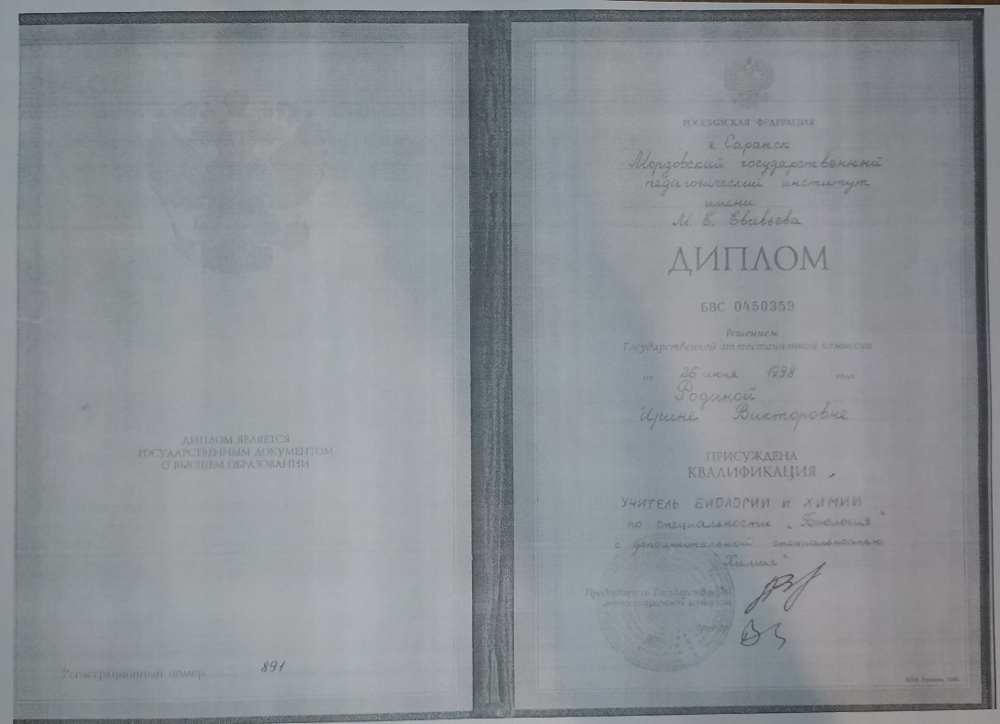 ДИПЛОМ ЯВЛЯЕТСЯ
ГОСУДАРСТВЕННЫМ ДОКУМЕНТОМ
О ВЫСШЕМ ОБРАЗОВАНИИ
Регистрационный номер 891
РОССИЙСКАЯ ФЕДЕРАЦИЯ
г. Саранск
Мордовский государственный
педагогический институт
имени
М. Е. Евсевьева
ДИПЛОМ
БВС 0450359
Решением
Государственной аттестационной комиссии
от 26 июня 1998 года
Родиной
Ирине Викторовне
ПРИСУЖДЕНА
КВАЛИФИКАЦИЯ
УЧИТЕЛЬ БИОЛОГИИ И ХИМИИ
по специальности „Биология"
с дополнительной специальностью
„Химия"
Председатель Государственной
аттестационной комиссии
Ректор